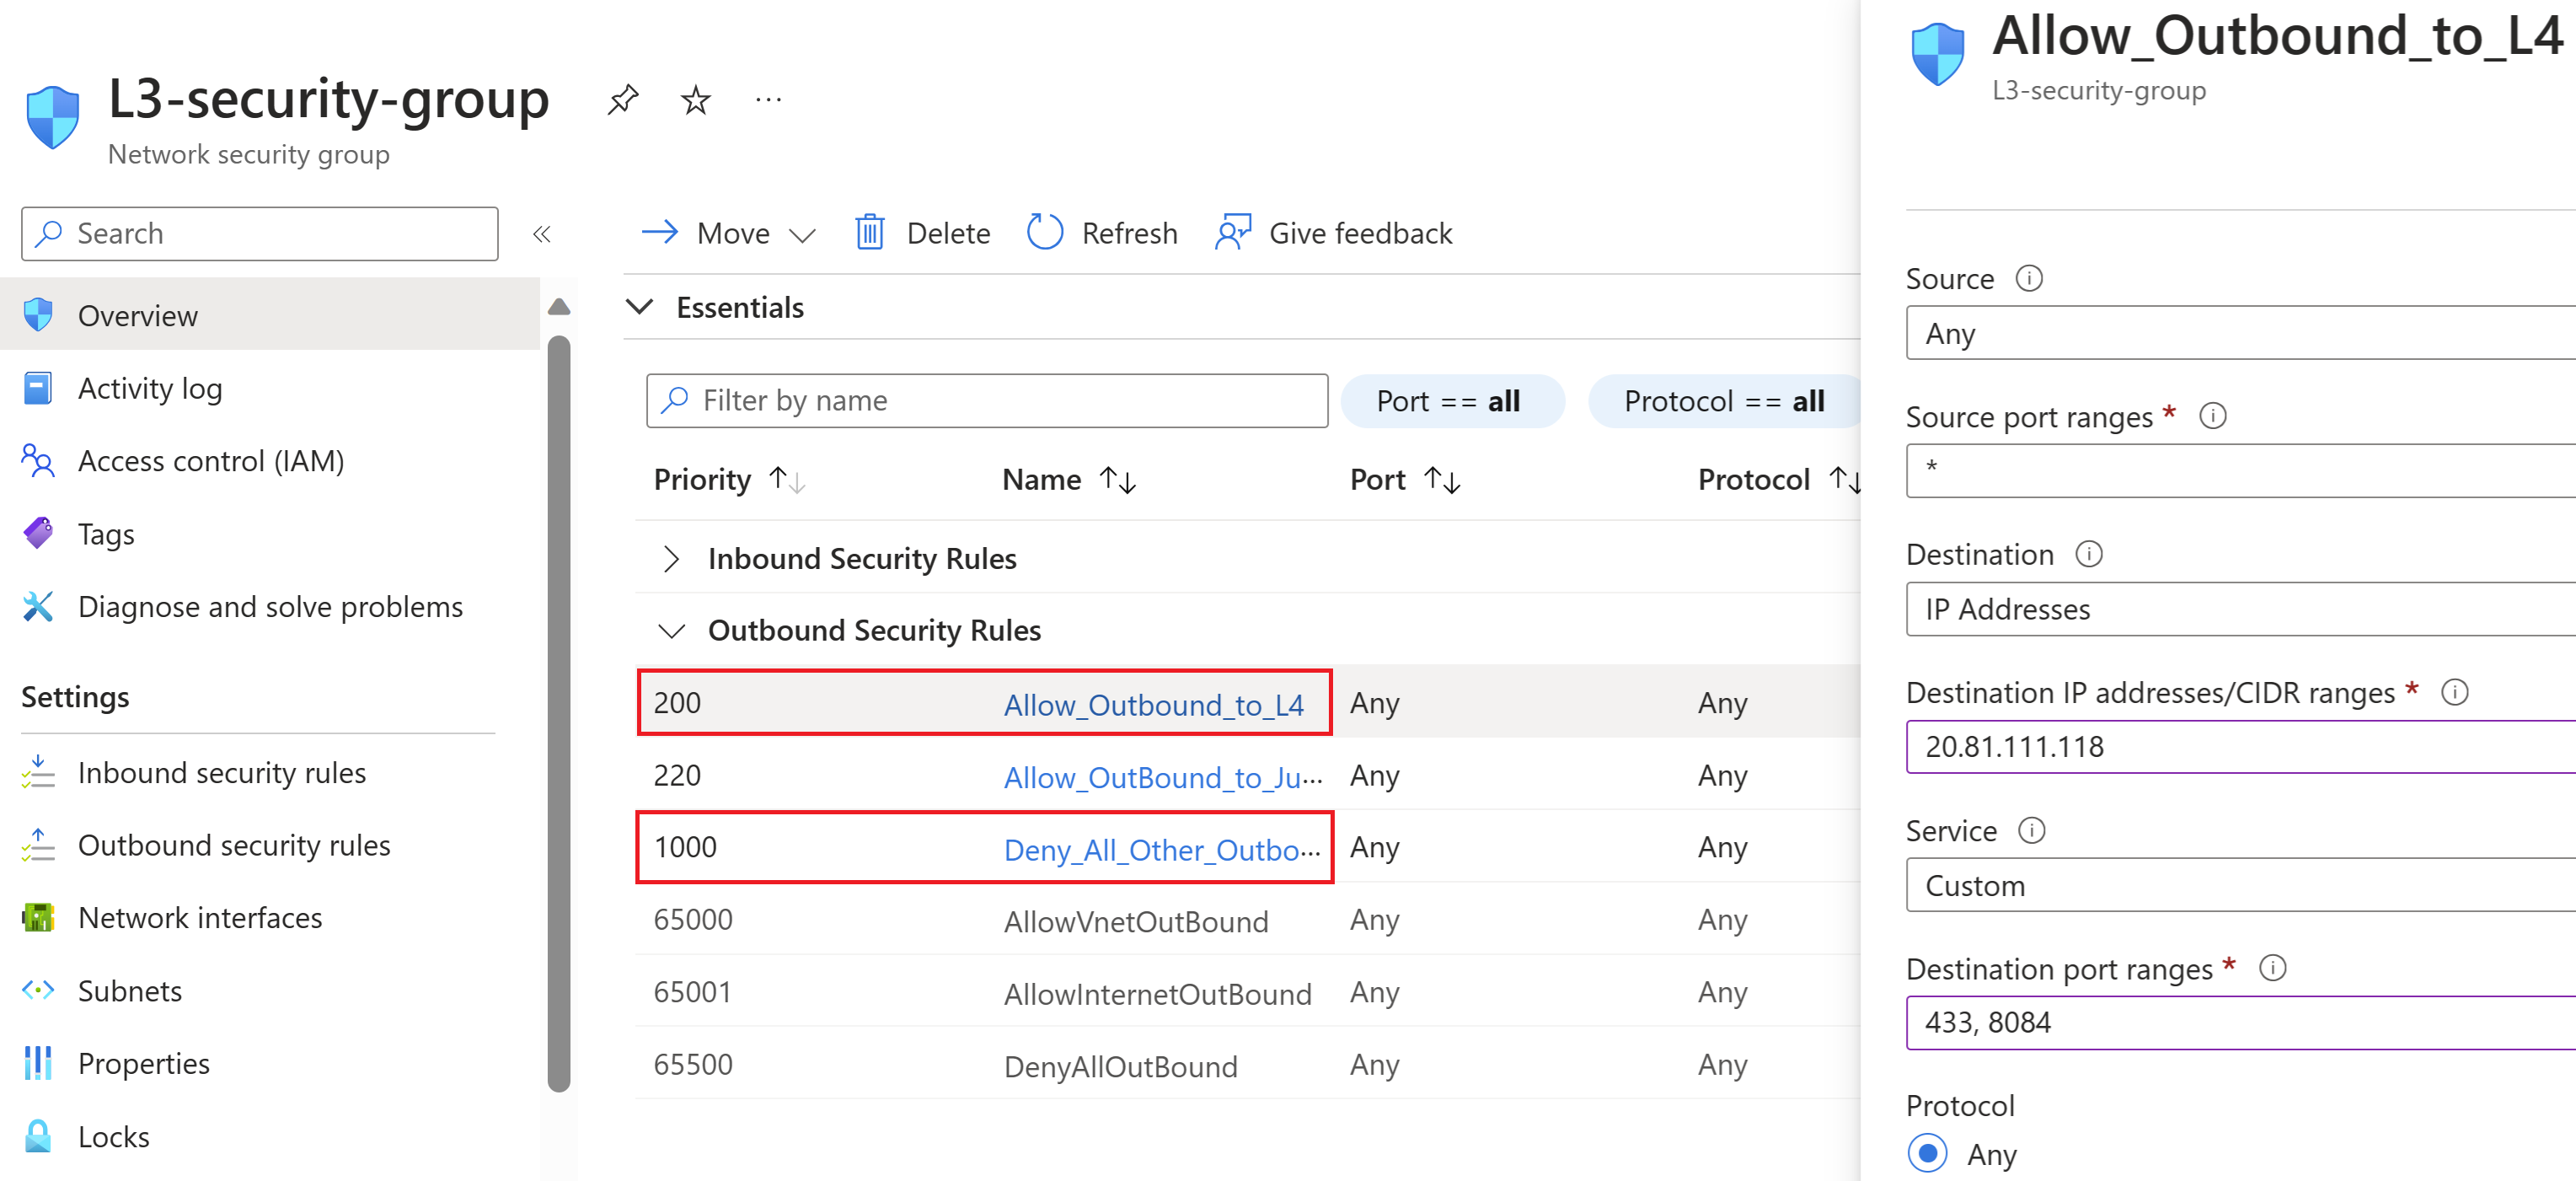 L3-security-group
Network security group
Search
Overview
Activity log
Access control (IAM)
Tags
Diagnose and solve problems
Settings
Inbound security rules
Outbound security rules
Network interfaces
Subnets
Properties
Locks
Move
Delete
Refresh
Give feedback
Essentials
Filter by name
Port == all
Protocol == all
Priority Name Port Protocol
Inbound Security Rules
Outbound Security Rules
200 Allow_Outbound_to_L4 Any Any
220 Allow_OutBound_to_Ju··· Any Any
1000 Deny_All_Other_Outbo··· Any Any
65000 AllowVnetOutBound Any Any
65001 AllowInternetOutBound Any Any
65500 DenyAllOutBound Any Any
Allow_Outbound_to_L4
L3-security-group
Source
Any
Source port ranges *
*
Destination
IP Addresses
Destination IP addresses/CIDR ranges *
20.81.111.118
Service
Custom
Destination port ranges *
433, 8084
Protocol
Any